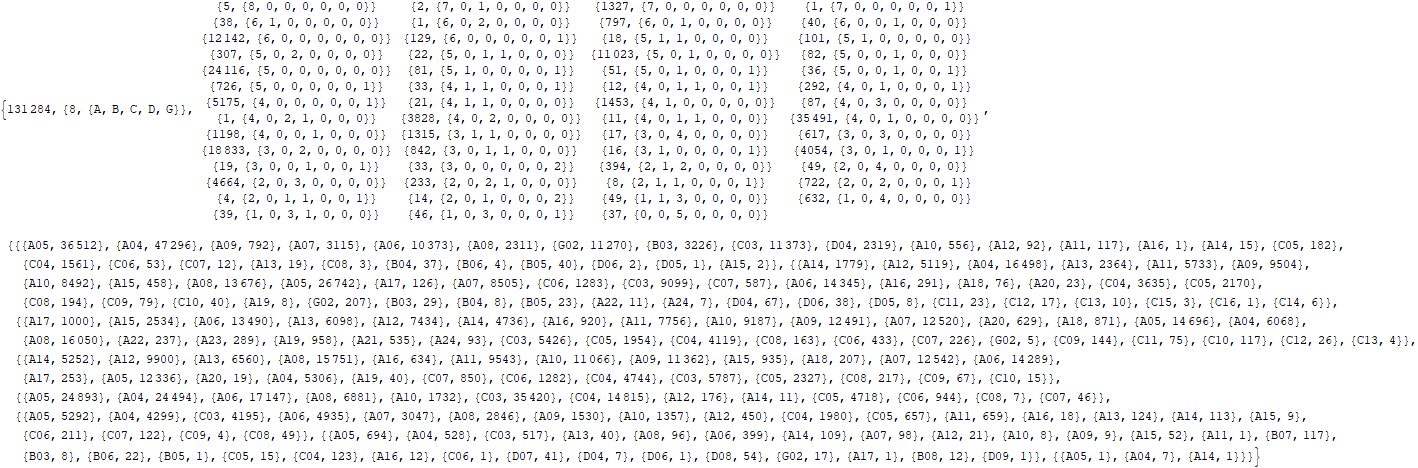 {5, {8, 0, 0, 0, 0, 0, 0, 0}} {2, {7, 0, 1, 0, 0, 0, 0}} {1327, {7, 0, 0, 0, 0, 0, 0}} {1, {7, 0, 0, 0, 0, 0, 1}}
{38, {6, 1, 0, 0, 0, 0, 0}} {1, {6, 0, 2, 0, 0, 0, 0}} {797, {6, 0, 1, 0, 0, 0, 0}} {40, {6, 0, 0, 1, 0, 0, 0}}
{12142, {6, 0, 0, 0, 0, 0, 0}} {129, {6, 0, 0, 0, 0, 0, 1}} {18, {5, 1, 1, 0, 0, 0, 0}} {101, {5, 1, 0, 0, 0, 0, 0}}
{307, {5, 0, 2, 0, 0, 0, 0}} {22, {5, 0, 1, 1, 0, 0, 0}} {11023, {5, 0, 1, 0, 0, 0, 0}} {82, {5, 0, 0, 1, 0, 0, 0}}
{24116, {5, 0, 0, 0, 0, 0, 0}} {81, {5, 1, 0, 0, 0, 0, 1}} {51, {5, 0, 1, 0, 0, 0, 1}} {36, {5, 0, 0, 1, 0, 0, 1}}
{726, {5, 0, 0, 0, 0, 0, 1}} {33, {4, 1, 1, 1, 0, 0, 0}} {12, {4, 0, 1, 1, 0, 0, 1}} {292, {4, 0, 1, 0, 0, 0, 1}}
{131284, {8, {A, B, C, D, G}}, {5175, {4, 0, 0, 0, 0, 0, 1}} {21, {4, 1, 1, 0, 0, 0, 0}} {1453, {4, 1, 0, 0, 0, 0, 0}} {87, {4, 0, 3, 0, 0, 0, 0}} ,
{1, {4, 0, 2, 1, 0, 0, 0}} {3828, {4, 0, 2, 0, 0, 0, 0}} {11, {4, 0, 1, 1, 0, 0, 0}} {35491, {4, 0, 1, 0, 0, 0, 0}}
{1198, {4, 0, 0, 1, 0, 0, 0}} {1315, {3, 1, 1, 0, 0, 0, 0}} {17, {3, 0, 4, 0, 0, 0, 0}} {617, {3, 0, 3, 0, 0, 0, 0}}
{18833, {3, 0, 2, 0, 0, 0, 0}} {842, {3, 0, 1, 1, 0, 0, 0}} {16, {3, 1, 0, 0, 0, 0, 1}} {4054, {3, 0, 1, 0, 0, 0, 1}}
{19, {3, 0, 0, 1, 0, 0, 1}} {33, {3, 0, 0, 0, 0, 0, 2}} {394, {2, 1, 2, 0, 0, 0, 0}} {49, {2, 0, 4, 0, 0, 0, 0}}
{4664, {2, 0, 3, 0, 0, 0, 0}} {233, {2, 0, 2, 1, 0, 0, 0}} {8, {2, 1, 1, 0, 0, 0, 1}} {722, {2, 0, 2, 0, 0, 0, 1}}
{4, {2, 0, 1, 1, 0, 0, 1}} {14, {2, 0, 1, 0, 0, 0, 2}} {49, {1, 1, 3, 0, 0, 0, 0}} {632, {1, 0, 4, 0, 0, 0, 0}}
{39, {1, 0, 3, 1, 0, 0, 0}} {46, {1, 0, 3, 0, 0, 0, 1}} {37, {0, 0, 5, 0, 0, 0, 0}}
{{{A05, 36512}, {A04, 47296}, {A09, 792}, {A07, 3115}, {A06, 10373}, {A08, 2311}, {G02, 11270}, {B03, 3226}, {C03, 11373}, {D04, 2319}, {A10, 556}, {A12, 92}, {A11, 117}, {A16, 1}, {A14, 15}, {C05, 182},
{C04, 1561}, {C06, 53}, {C07, 12}, {A13, 19}, {C08, 3}, {B04, 37}, {B06, 4}, {B05, 40}, {D06, 2}, {D05, 1}, {A15, 2}}, {{A14, 1779}, {A12, 5119}, {A04, 16498}, {A13, 2364}, {A11, 5733}, {A09, 9504},
{A10, 8492}, {A15, 458}, {A08, 13676}, {A05, 26742}, {A17, 126}, {A07, 8505}, {C06, 1283}, {C03, 9099}, {C07, 587}, {A06, 14345}, {A16, 291}, {A18, 76}, {A20, 23}, {C04, 3635}, {C05, 2170},
{C08, 194}, {C09, 79}, {C10, 40}, {A19, 8}, {G02, 207}, {B03, 29}, {B04, 8}, {B05, 23}, {A22, 11}, {A24, 7}, {D04, 67}, {D06, 38}, {D05, 8}, {C11, 23}, {C12, 17}, {C13, 10}, {C15, 3}, {C16, 1}, {C14, 6}},
{{A17, 1000}, {A15, 2534}, {A06, 13490}, {A13, 6098}, {A12, 7434}, {A14, 4736}, {A16, 920}, {A11, 7756}, {A10, 9187}, {A09, 12491}, {A07, 12520}, {A20, 629}, {A18, 871}, {A05, 14696}, {A04, 6068},
{A08, 16050}, {A22, 237}, {A23, 289}, {A19, 958}, {A21, 535}, {A24, 93}, {C03, 5426}, {C05, 1954}, {C04, 4119}, {C08, 163}, {C06, 433}, {C07, 226}, {G02, 5}, {C09, 144}, {C11, 75}, {C10, 117}, {C12, 26}, {C13, 4}},
{{A14, 5252}, {A12, 9900}, {A13, 6560}, {A08, 15751}, {A16, 634}, {A11, 9543}, {A10, 11066}, {A09, 11362}, {A15, 935}, {A18, 207}, {A07, 12542}, {A06, 14289},
{A17, 253}, {A05, 12336}, {A20, 19}, {A04, 5306}, {A19, 40}, {C07, 850}, {C06, 1282}, {C04, 4744}, {C03, 5787}, {C05, 2327}, {C08, 217}, {C09, 67}, {C10, 15}},
{{A05, 24893}, {A04, 24494}, {A06, 17147}, {A08, 6881}, {A10, 1732}, {C03, 35420}, {C04, 14815}, {A12, 176}, {A14, 11}, {C05, 4718}, {C06, 944}, {C08, 7}, {C07, 46}},
{{A05, 5292}, {A04, 4299}, {C03, 4195}, {A06, 4935}, {A07, 3047}, {A08, 2846}, {A09, 1530}, {A10, 1357}, {A12, 450}, {C04, 1980}, {C05, 657}, {A11, 659}, {A16, 18}, {A13, 124}, {A14, 113}, {A15, 9},
{C06, 211}, {C07, 122}, {C09, 4}, {C08, 49}}, {{A05, 694}, {A04, 528}, {C03, 517}, {A13, 40}, {A08, 96}, {A06, 399}, {A14, 109}, {A07, 98}, {A12, 21}, {A10, 8}, {A09, 9}, {A15, 52}, {A11, 1}, {B07, 117},
{B03, 8}, {B06, 22}, {B05, 1}, {C05, 15}, {C04, 123}, {A16, 12}, {C06, 1}, {D07, 41}, {D04, 7}, {D06, 1}, {D08, 54}, {G02, 17}, {A17, 1}, {B08, 12}, {D09, 1}}, {{A05, 1}, {A04, 7}, {A14, 1}}}}